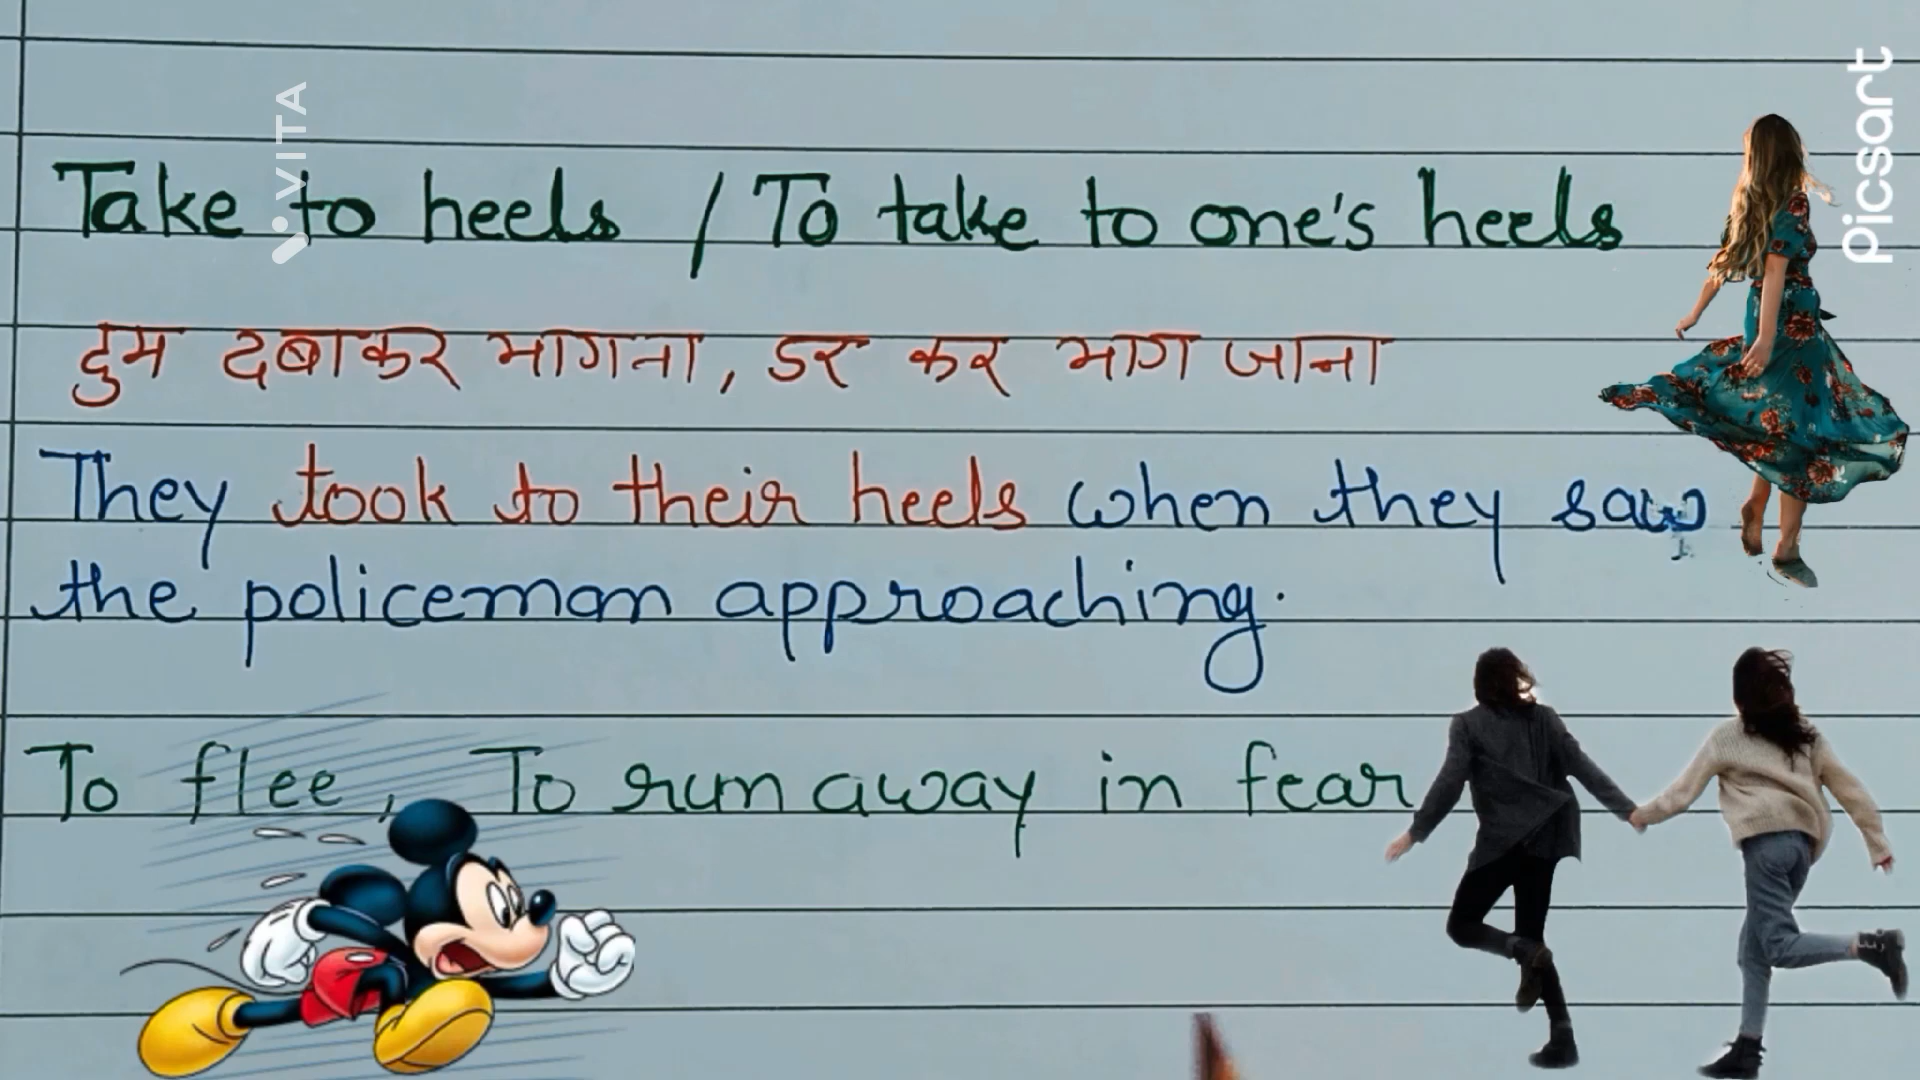 VITA
picsart
Take to heels / To take to one's heels
दुम दबाकर भागना, डर कर भाग जाना
They took to their heels when they saw
the policeman approaching.
To flee, To run away in fear